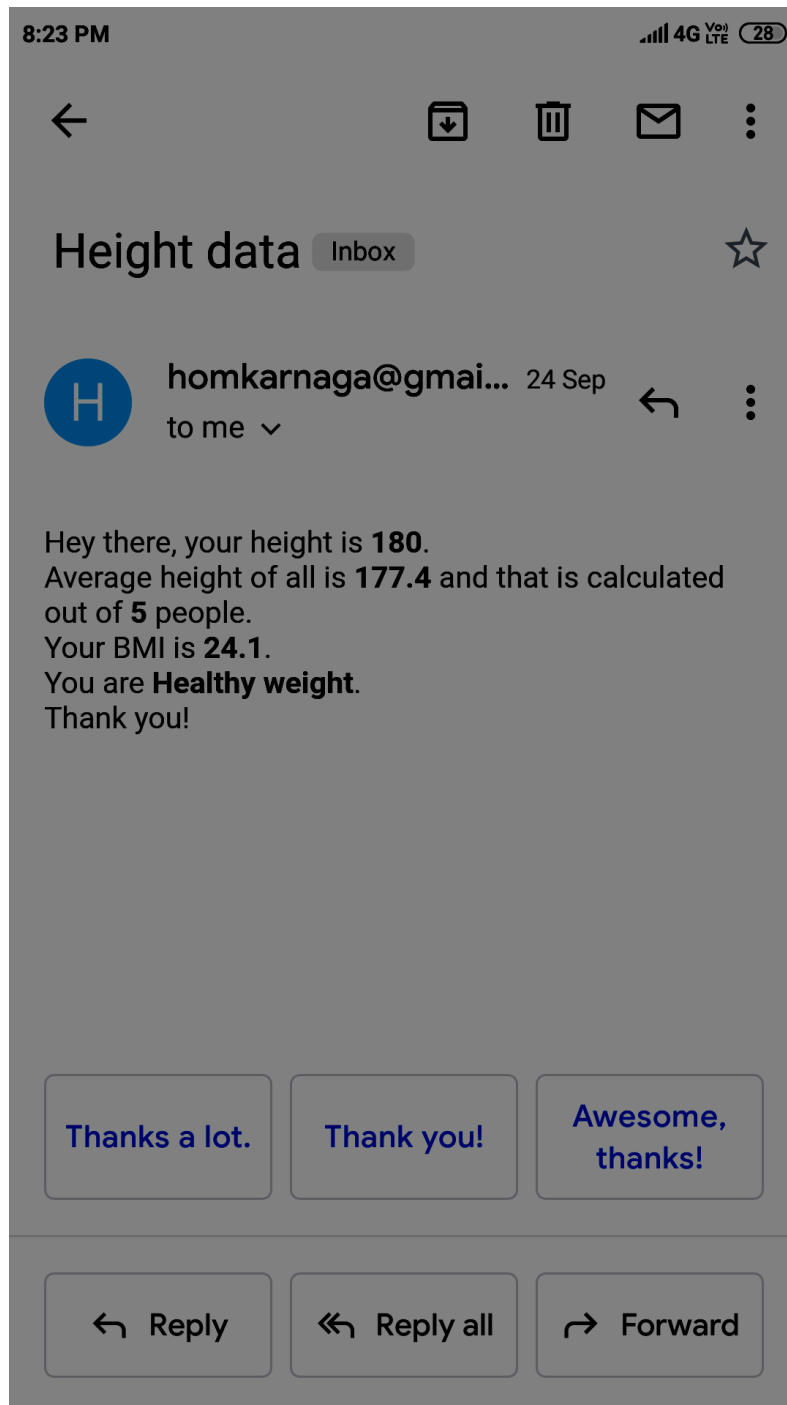 8:23 PM 4G Vo) LTE 28
Height data Inbox
H
homkarnaga@gmai... 24 Sep
to me
Hey there, your height is 180.
Average height of all is 177.4 and that is calculated
out of 5 people.
Your BMI is 24.1.
You are Healthy weight.
Thank you!
Thanks a lot.
Thank you!
Awesome,
thanks!
Reply
Reply all
Forward